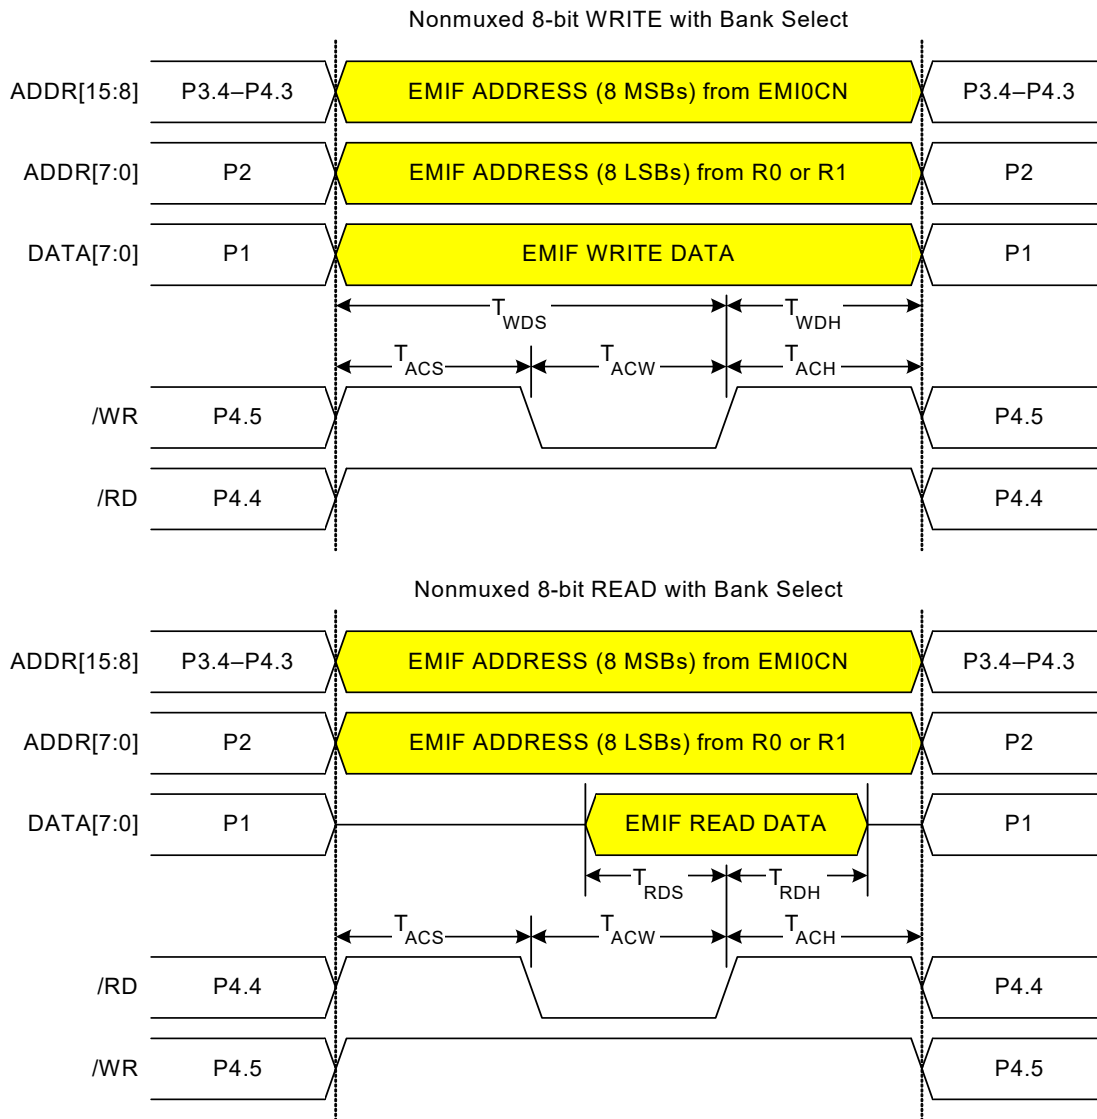 Nonmuxed 8-bit WRITE with Bank Select
ADDR[15:8] P3.4–P4.3 EMIF ADDRESS (8 MSBs) from EMI0CN P3.4–P4.3
ADDR[7:0] P2 EMIF ADDRESS (8 LSBs) from R0 or R1 P2
DATA[7:0] P1 EMIF WRITE DATA P1
TWDS TWDH
TACS TACW TACH
/WR P4.5 P4.5
/RD P4.4 P4.4
Nonmuxed 8-bit READ with Bank Select
ADDR[15:8] P3.4–P4.3 EMIF ADDRESS (8 MSBs) from EMI0CN P3.4–P4.3
ADDR[7:0] P2 EMIF ADDRESS (8 LSBs) from R0 or R1 P2
DATA[7:0] P1 EMIF READ DATA P1
TRDS TRDH
TACS TACW TACH
/RD P4.4 P4.4
/WR P4.5 P4.5